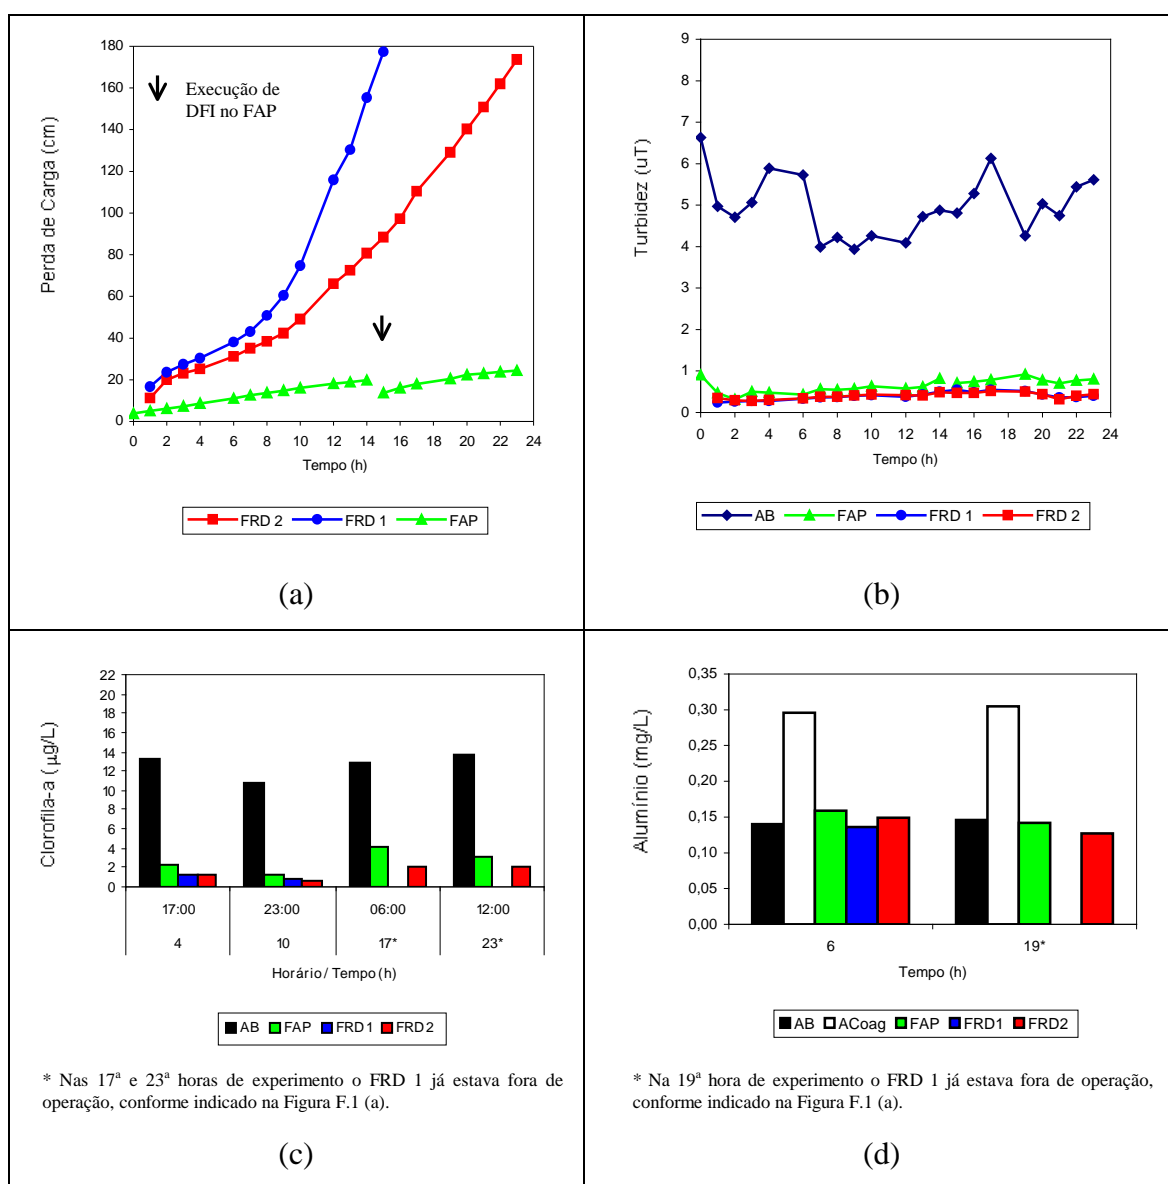 180
160
140
120
100
80
60
40
20
0
Perda de Carga (cm)
Execução de
DFI no FAP
0 2 4 6 8 10 12 14 16 18 20 22 24
Tempo (h)
FRD 2 FRD 1 FAP
(a)
9
8
7
6
5
4
3
2
1
0
Turbidez (uT)
0 2 4 6 8 10 12 14 16 18 20 22 24
Tempo (h)
AB FAP FRD 1 FRD 2
(b)
22
20
18
16
14
12
10
8
6
4
2
0
Clorofila-a (µg/L)
17:00 23:00 06:00 12:00
4 10 17* 23*
Horário/ Tempo (h)
AB FAP FRD1 FRD2
* Nas 17ª e 23ª horas de experimento o FRD 1 já estava fora de
operação, conforme indicado na Figura F.1 (a).
(c)
0,35
0,30
0,25
0,20
0,15
0,10
0,05
0,00
Alumínio (mg/L)
6 19*
Tempo (h)
AB ACoag FAP FRD1 FRD2
* Na 19ª hora de experimento o FRD 1 já estava fora de operação,
conforme indicado na Figura F.1 (a).
(d)